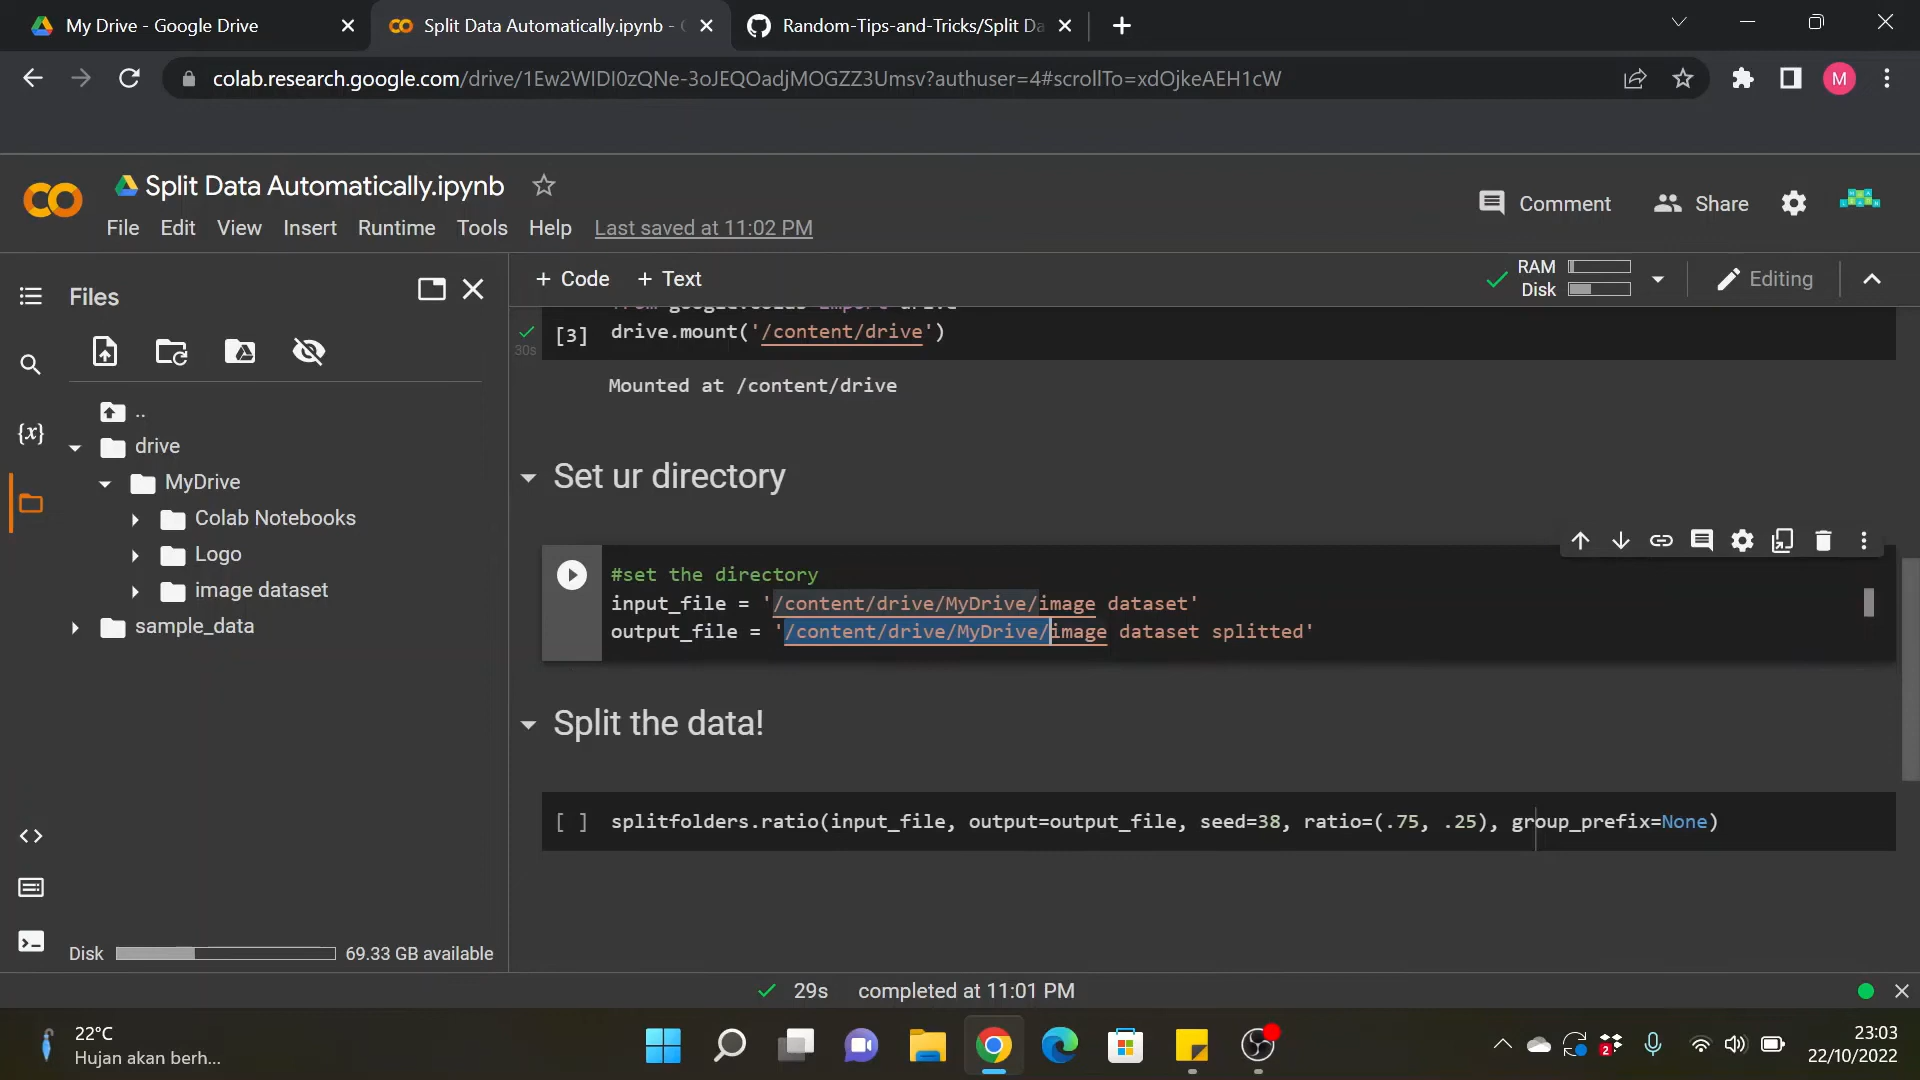 My Drive - Google Drive
Split Data Automatically.ipynb -
Random-Tips-and-Tricks/Split Da
colab.research.google.com/drive/1Ew2WIDI0zQNe-3oJEQOadjMOGZZ3Umsv?authuser=4#scrollTo=xdOjkeAEH1cW
M
Split Data Automatically.ipynb
File Edit View Insert Runtime Tools Help Last saved at 11:02 PM
Comment Share
Files
+ Code + Text
RAM
Disk
Editing
..
drive
MyDrive
Colab Notebooks
Logo
image dataset
sample_data
Disk 69.33 GB available
{x}
30s
[3] drive.mount('/content/drive')
Mounted at /content/drive
Set ur directory
#set the directory
input_file = '/content/drive/MyDrive/image dataset'
output_file = '/content/drive/MyDrive/image dataset splitted'
Split the data!
[ ] splitfolders.ratio(input_file, output=output_file, seed=38, ratio=(.75, .25), group_prefix=None)
29s completed at 11:01 PM
22°C
Hujan akan berh...
2
23:03
22/10/2022